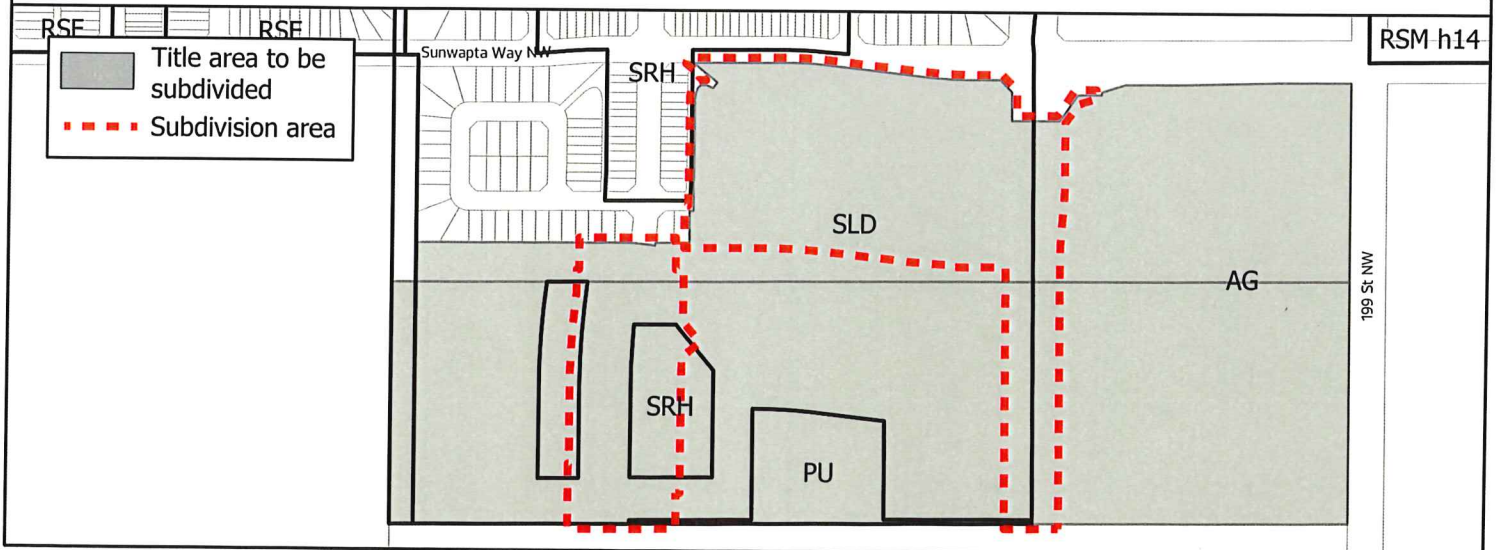 RSF
RSF
RSM h14
Title area to be
subdivided
Subdivision area
Sunwapta Way NW
SRH
SLD
AG
199 St NW
SRH
PU